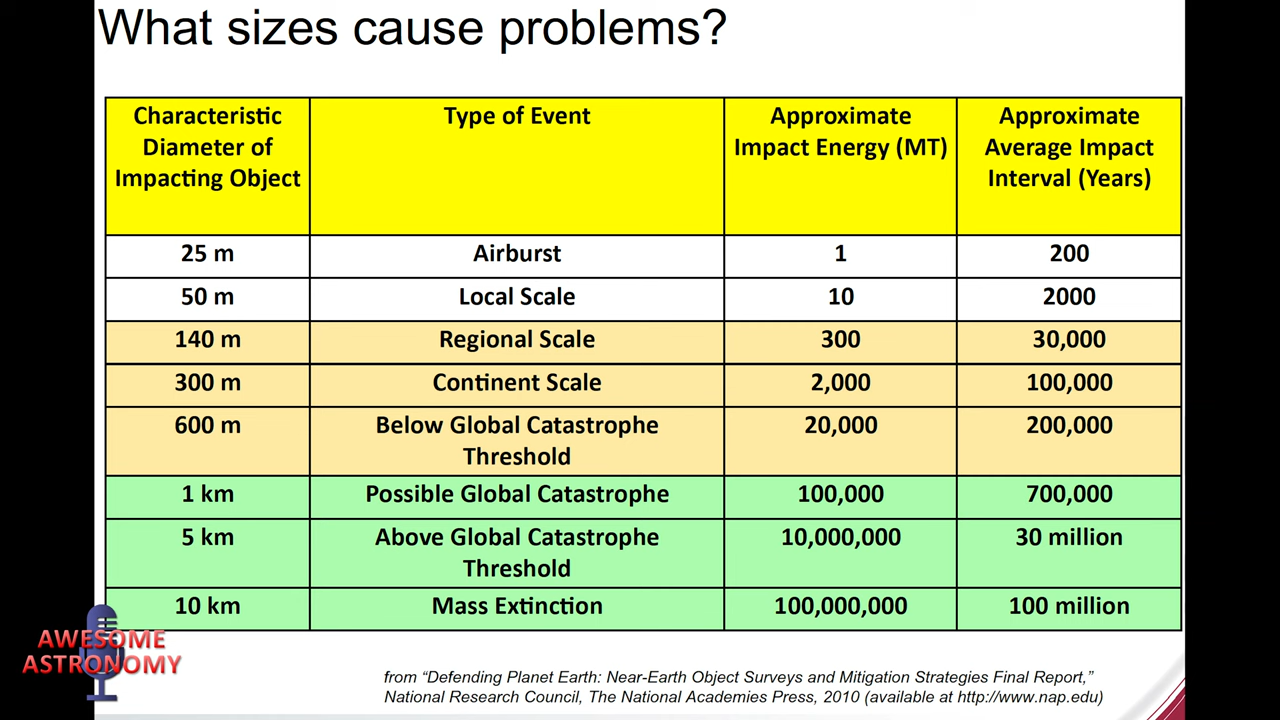 What sizes cause problems?
Characteristic Diameter of Impacting Object
Type of Event
Approximate Impact Energy (MT)
Approximate Average Impact Interval (Years)
25 m Airburst 1 200
50 m Local Scale 10 2000
140 m Regional Scale 300 30,000
300 m Continent Scale 2,000 100,000
600 m Below Global Catastrophe Threshold 20,000 200,000
1 km Possible Global Catastrophe 100,000 700,000
5 km Above Global Catastrophe Threshold 10,000,000 30 million
10 km Mass Extinction 100,000,000 100 million
AWESOME
ASTRONOMY
from “Defending Planet Earth: Near-Earth Object Surveys and Mitigation Strategies Final Report,”
National Research Council, The National Academies Press, 2010 (available at http://www.nap.edu)